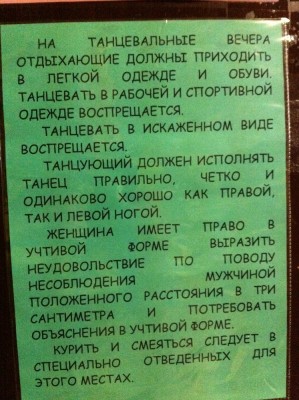 НА ТАНЦЕВАЛЬНЫЕ ВЕЧЕРА
ОТДЫХАЮЩИЕ ДОЛЖНЫ ПРИХОДИТЬ
В ЛЕГКОЙ ОДЕЖДЕ И ОБУВИ.
ТАНЦЕВАТЬ В РАБОЧЕЙ И СПОРТИВНОЙ
ОДЕЖДЕ ВОСПРЕЩАЕТСЯ.
ТАНЦЕВАТЬ В ИСКАЖЕННОМ ВИДЕ
ВОСПРЕЩАЕТСЯ.
ТАНЦУЮЩИЙ ДОЛЖЕН ИСПОЛНЯТЬ
ТАНЕЦ ПРАВИЛЬНО, ЧЕТКО И
ОДИНАКОВО ХОРОШО КАК ПРАВОЙ,
ТАК И ЛЕВОЙ НОГОЙ.
ЖЕНЩИНА ИМЕЕТ ПРАВО В
УЧТИВОЙ ФОРМЕ ВЫРАЗИТЬ
НЕУДОВОЛЬСТВИЕ ПО ПОВОДУ
НЕСОБЛЮДЕНИЯ МУЖЧИНОЙ
ПОЛОЖЕННОГО РАССТОЯНИЯ В ТРИ
САНТИМЕТРА И ПОТРЕБОВАТЬ
ОБЪЯСНЕНИЯ В УЧТИВОЙ ФОРМЕ.
КУРИТЬ И СМЕЯТЬСЯ СЛЕДУЕТ В
СПЕЦИАЛЬНО ОТВЕДЕННЫХ ДЛЯ
ЭТОГО МЕСТАХ.